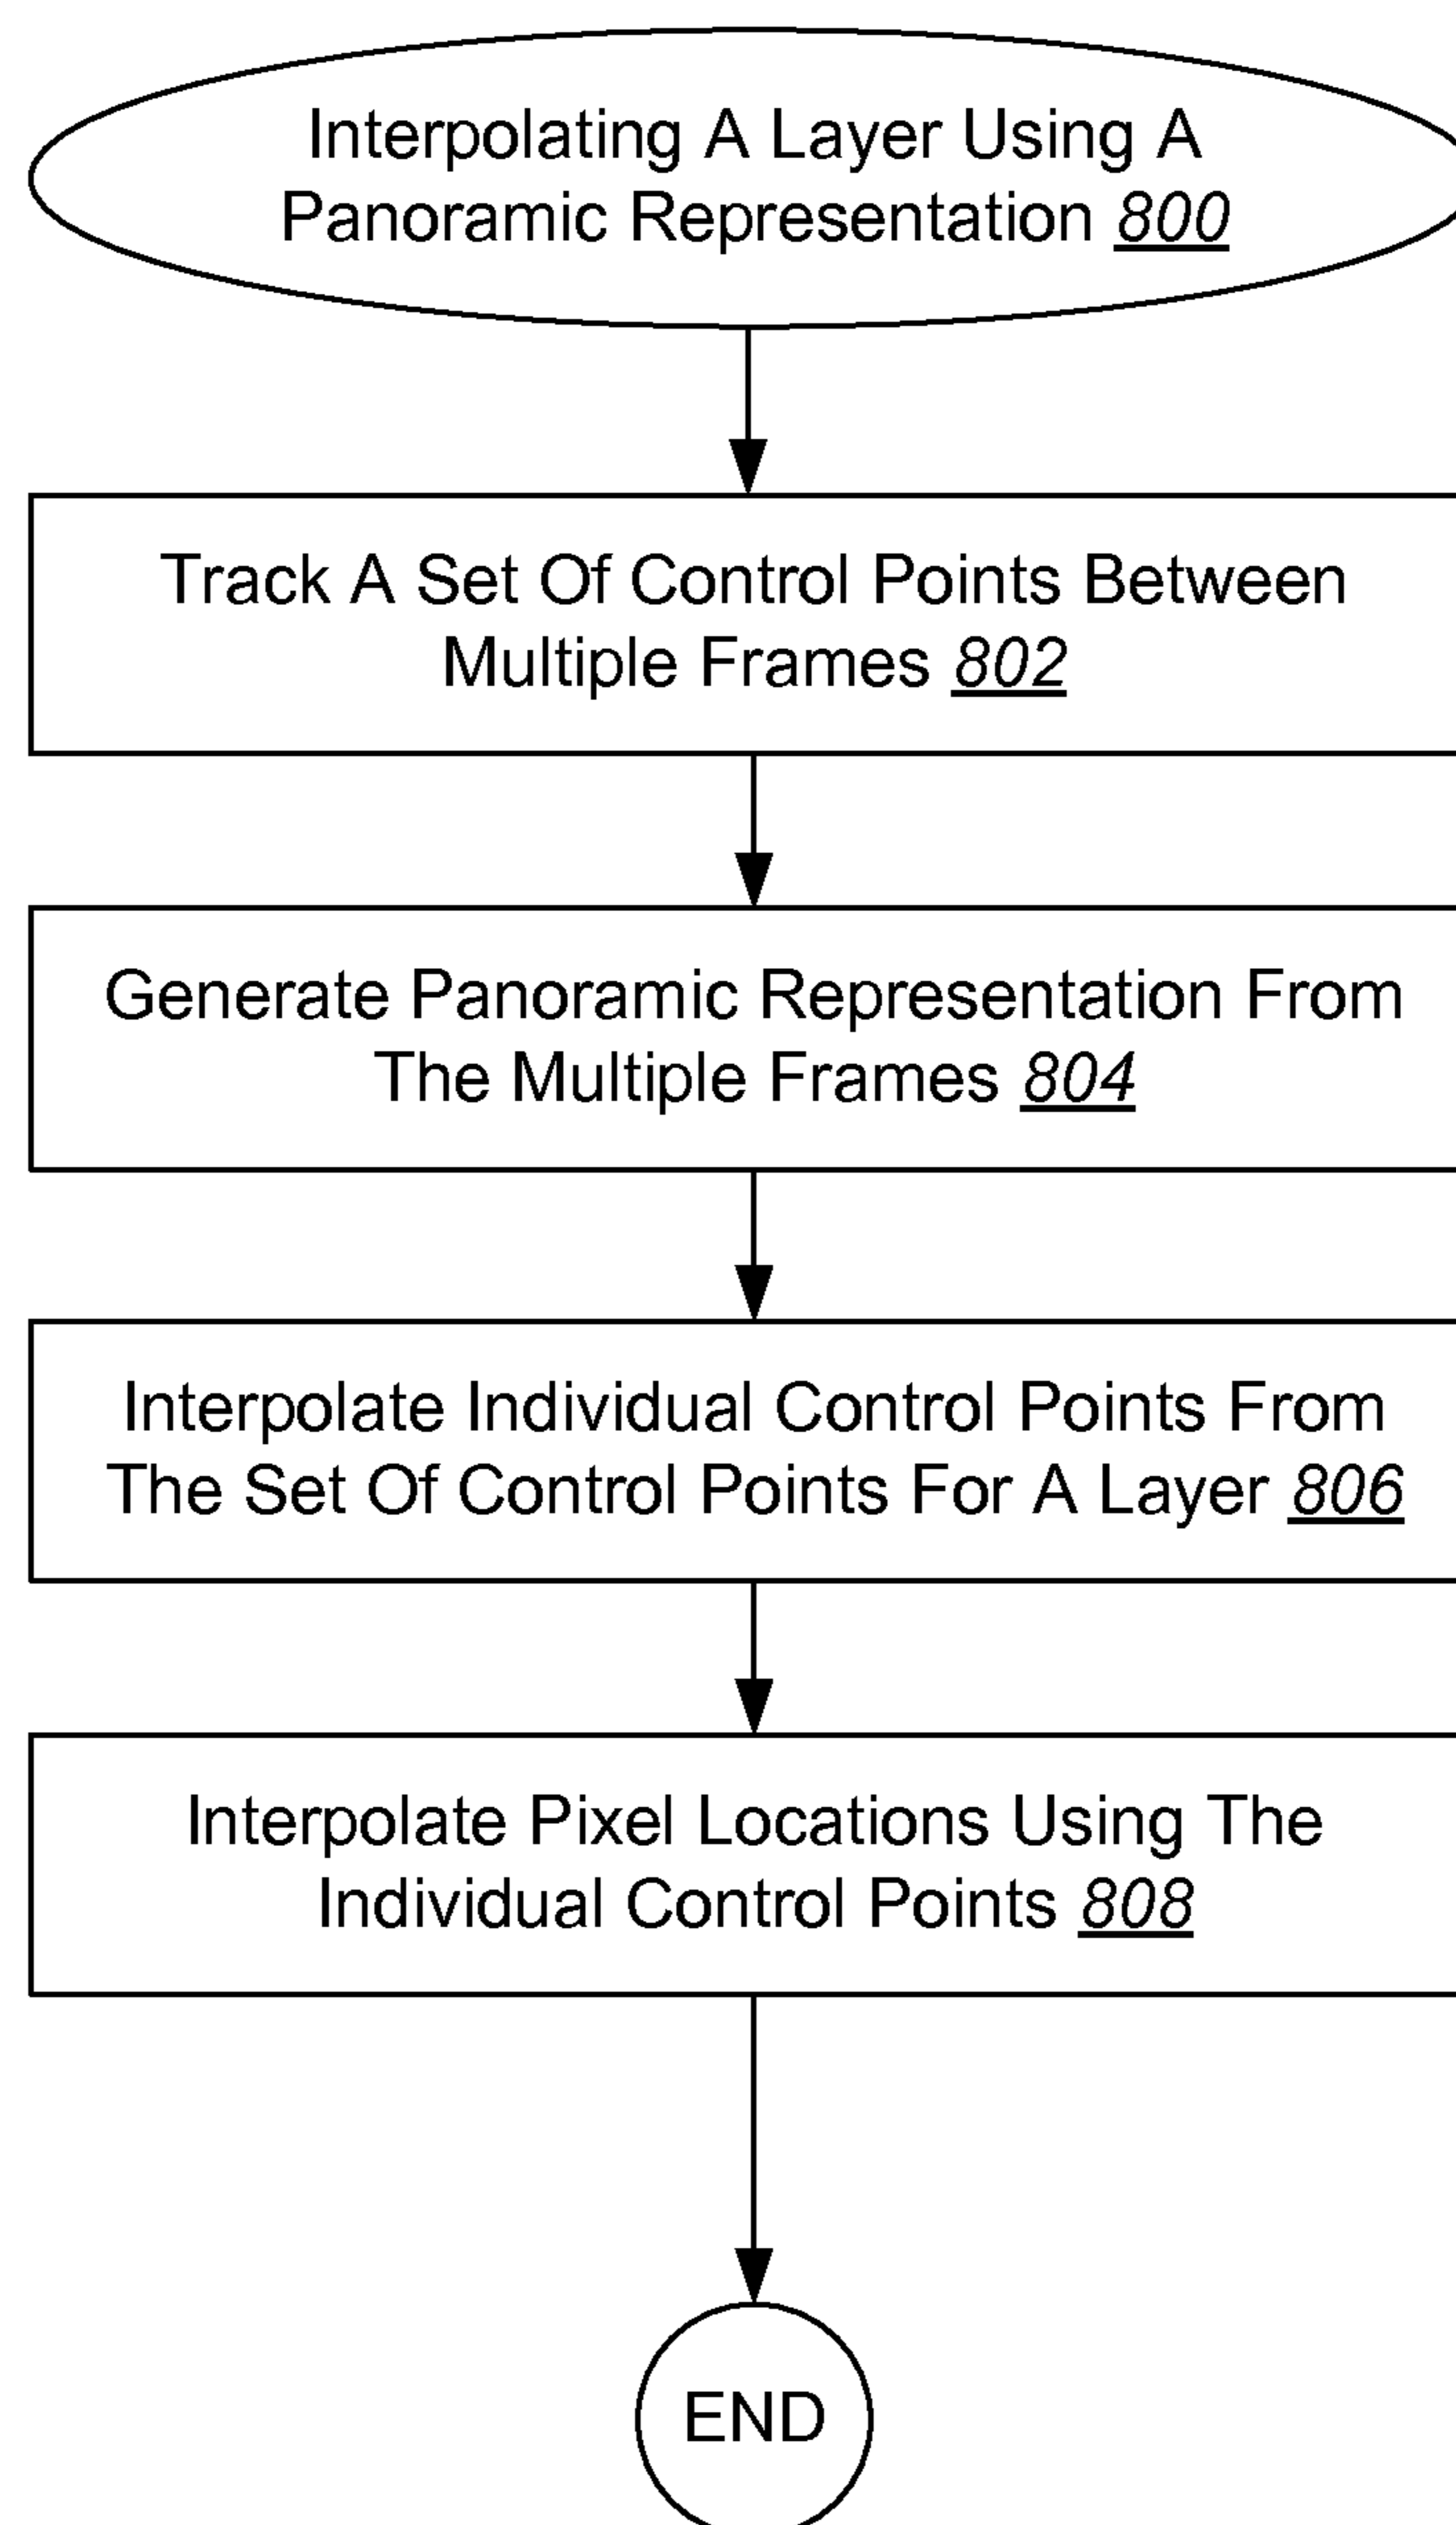 Interpolating A Layer Using A
Panoramic Representation 800
Track A Set Of Control Points Between
Multiple Frames 802
Generate Panoramic Representation From
The Multiple Frames 804
Interpolate Individual Control Points From
The Set Of Control Points For A Layer 806
Interpolate Pixel Locations Using The
Individual Control Points 808
END